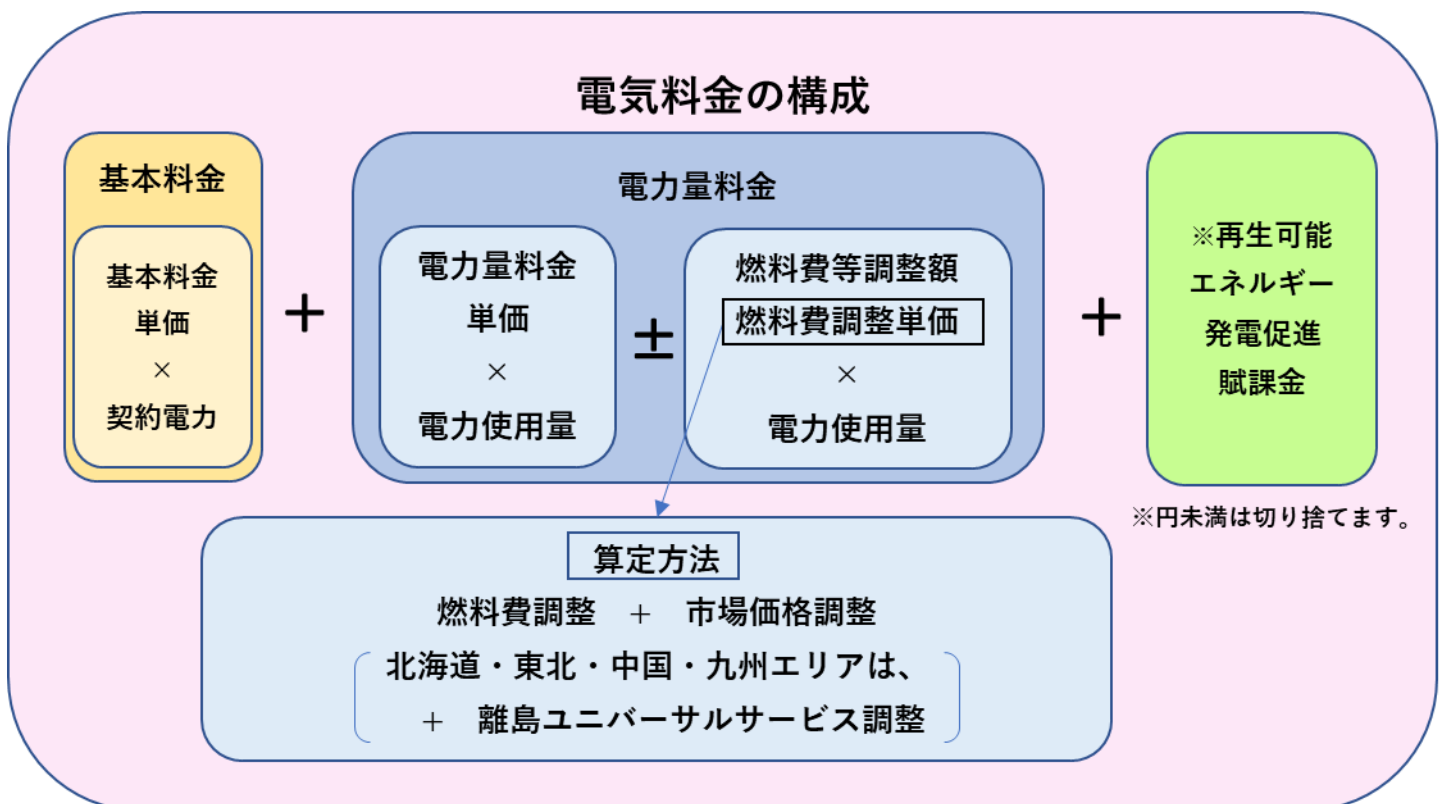 電気料金の構成
基本料金
基本料金
単価
×
契約電力
＋
電力量料金
電力量料金
単価
×
電力使用量
±
燃料費等調整額
燃料費調整単価
×
電力使用量
＋
※再生可能
エネルギー
発電促進
賦課金
※円未満は切り捨てます。
算定方法
燃料費調整　＋　市場価格調整
北海道・東北・中国・九州エリアは、
＋　離島ユニバーサルサービス調整